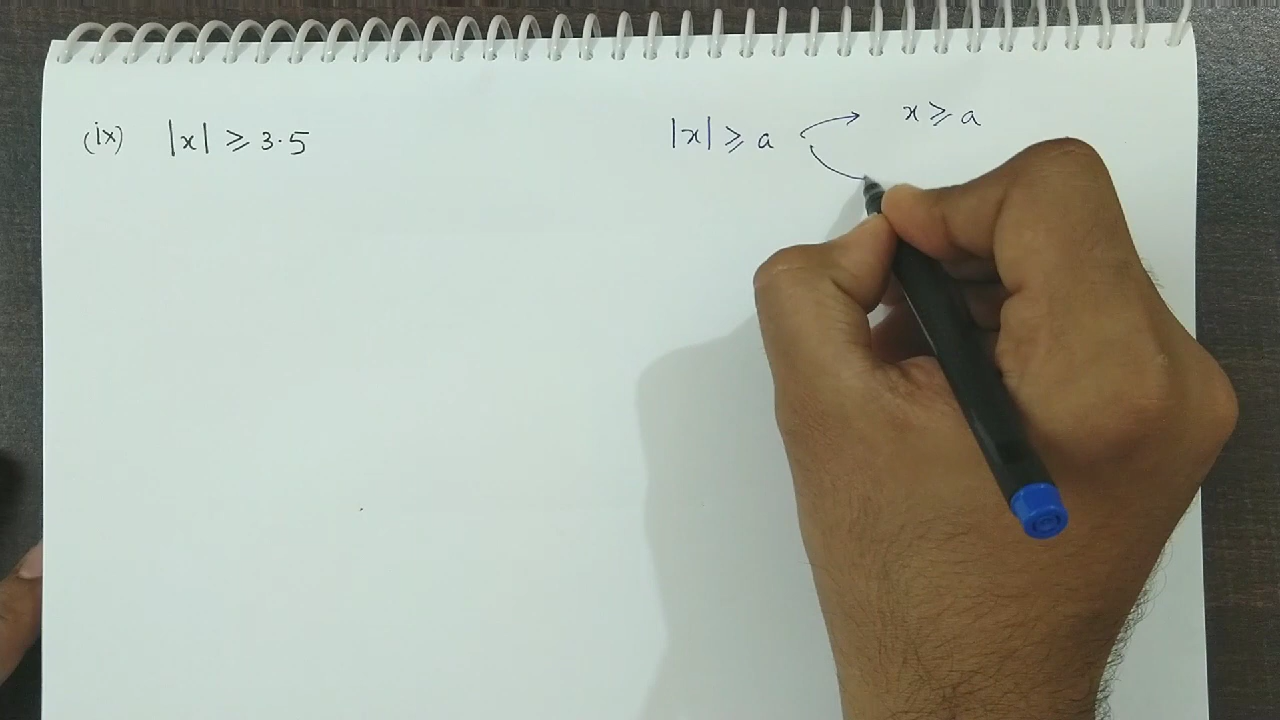 (ix) |x| ⩾ 3·5
|x| ⩾ a
x ⩾ a